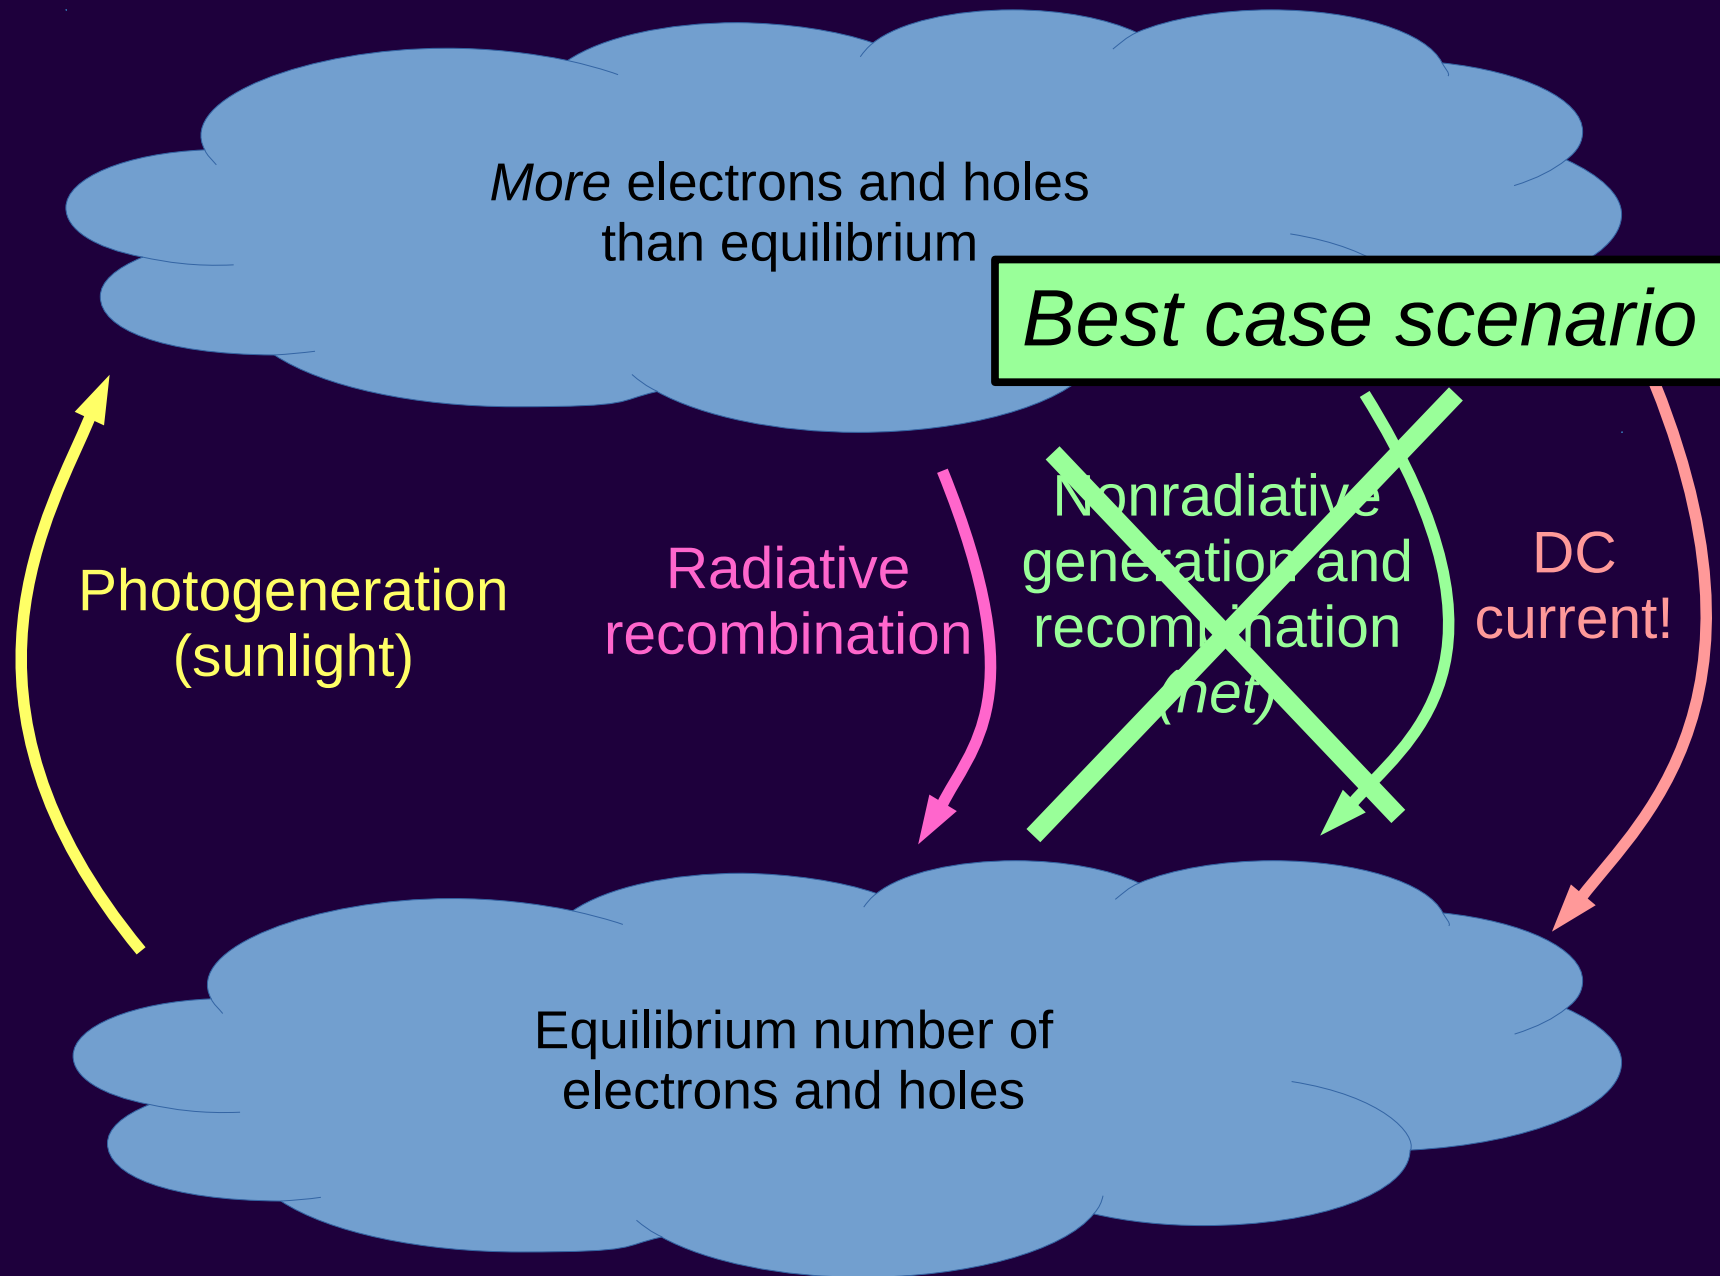 More electrons and holes
than equilibrium
Best case scenario
Photogeneration
(sunlight)
Radiative
recombination
Nonradiative
generation and
recombination
(net)
DC
current!
Equilibrium number of
electrons and holes